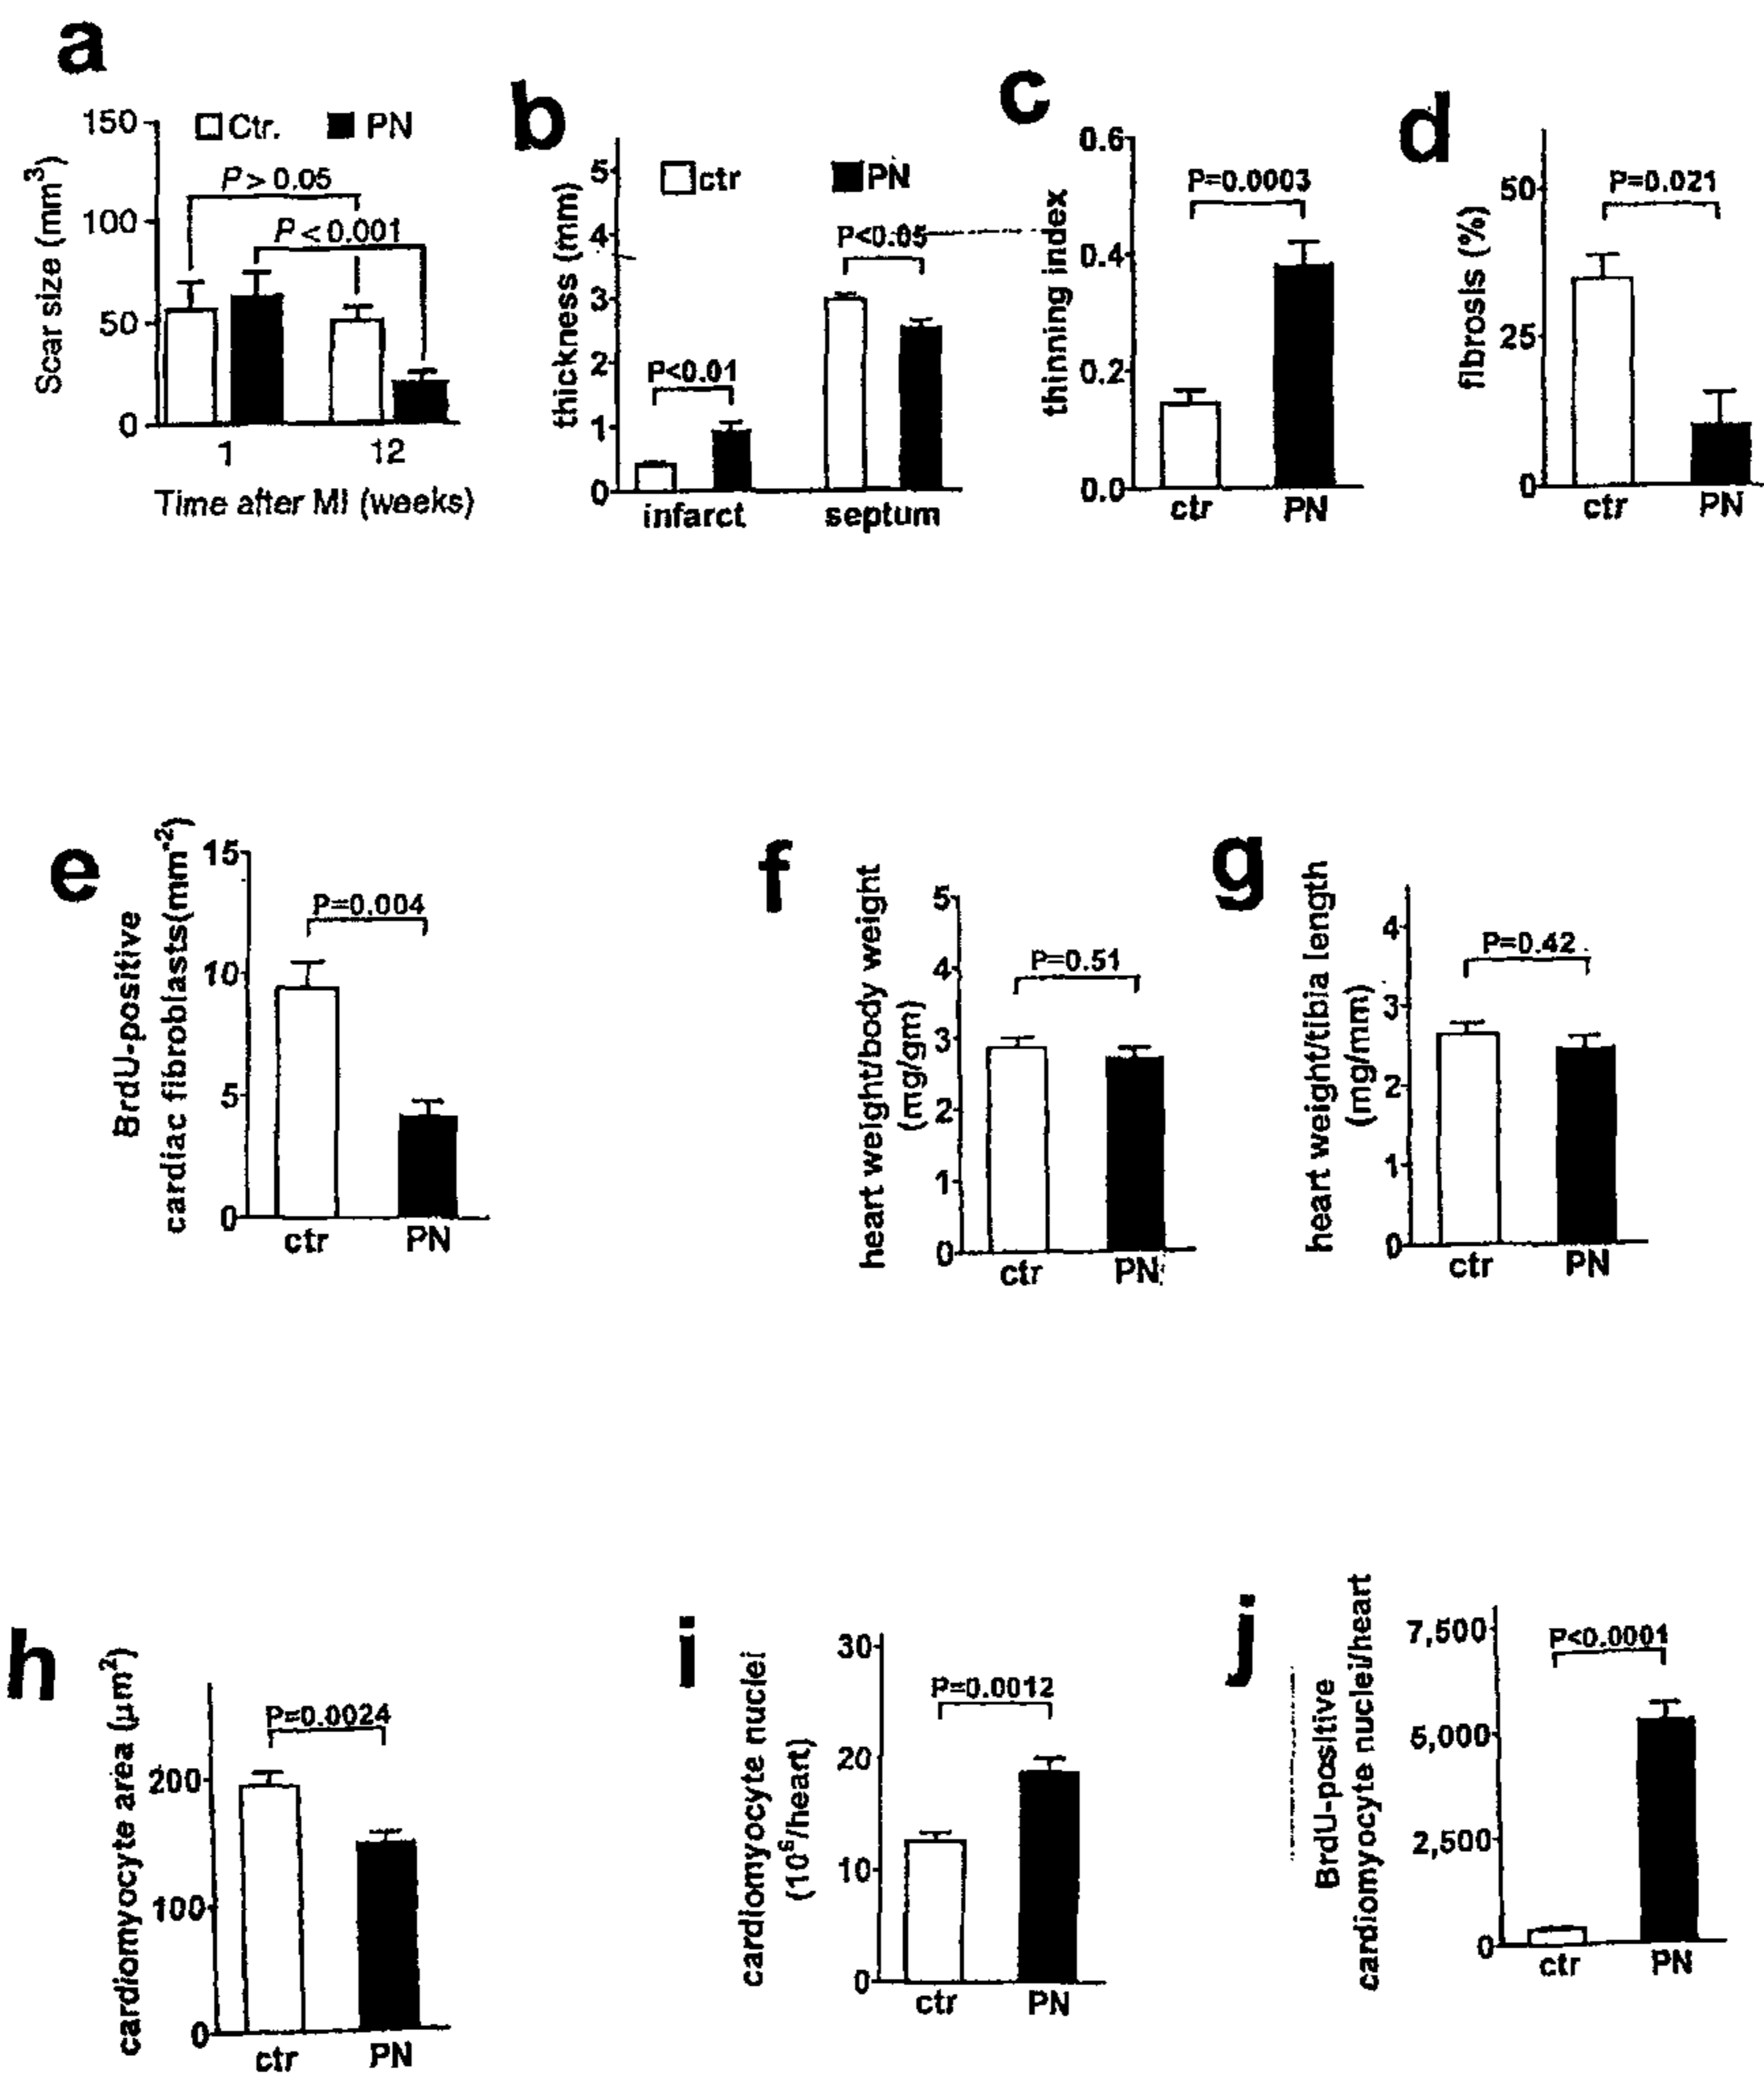 a
150
Ctr.
PN
P > 0.05
P < 0.001
100
50
0
Scar size (mm³)
1
12
Time after MI (weeks)
b
5
4
3
2
1
0
thickness (mm)
ctr
PN
P<0.05
P<0.01
infarct
septum
c
0.6
0.4
0.2
0.0
thinning index
P=0.0003
ctr
PN
d
50
25
0
fibrosis (%)
P=0.021
ctr
PN
e
15
10
5
0
BrdU-positive
cardiac fibroblasts(mm⁻²)
P=0.004
ctr
PN
f
5
4
3
2
1
0
heart weight/body weight
(mg/gm)
P=0.51
ctr
PN
g
4
3
2
1
0
heart weight/tibia length
(mg/mm)
P=0.42
ctr
PN
h
200
100
0
cardiomyocyte area (µm²)
P=0.0024
ctr
PN
i
30
20
10
0
cardiomyocyte nuclei
(10⁶/heart)
P=0.0012
ctr
PN
j
7,500
5,000
2,500
0
BrdU-positive
cardiomyocyte nuclei/heart
P<0.0001
ctr
PN